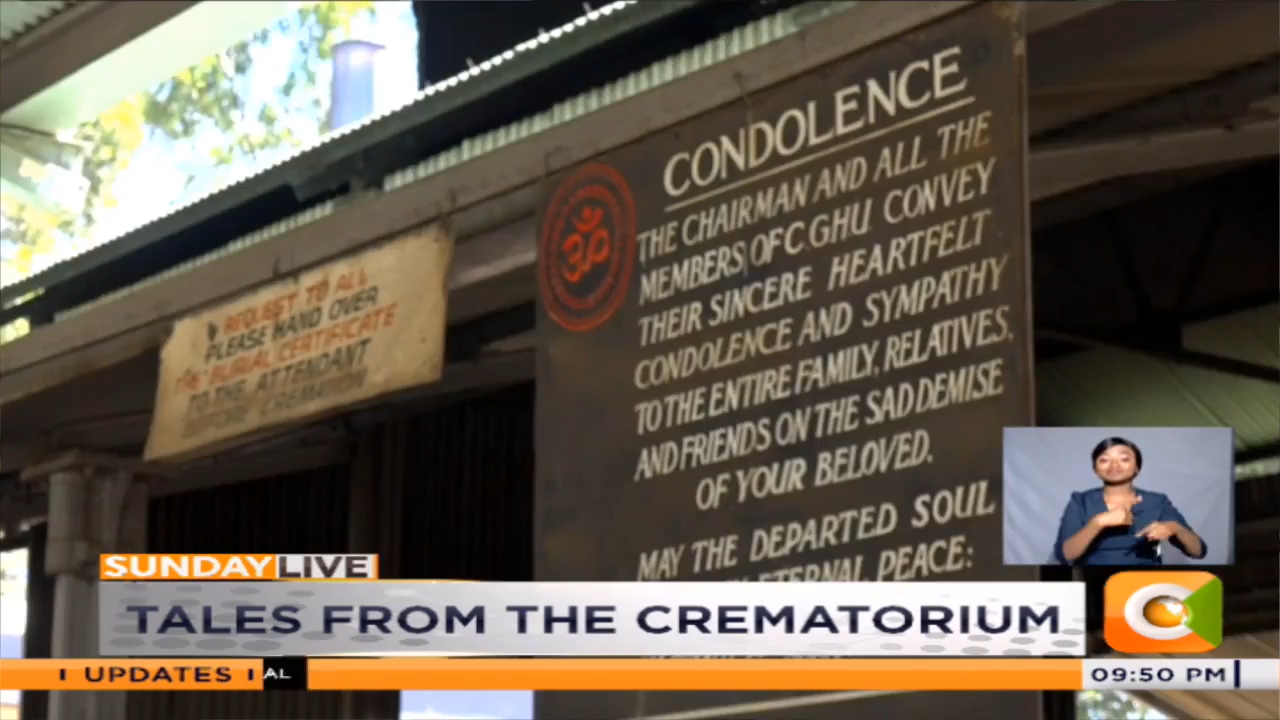 REQUEST TO ALL
PLEASE HAND OVER
THE BURIAL CERTIFICATE
TO THE ATTENDANT
BEFORE CREMATION
ॐ
CONDOLENCE
THE CHAIRMAN AND ALL THE
MEMBERS OF C GHU CONVEY
THEIR SINCERE HEARTFELT
CONDOLENCE AND SYMPATHY
TO THE ENTIRE FAMILY, RELATIVES,
AND FRIENDS ON THE SAD DEMISE
OF YOUR BELOVED.
MAY THE DEPARTED SOUL
ETERNAL PEACE:
SUNDAY LIVE
TALES FROM THE CREMATORIUM
UPDATES
AL
09:50 PM